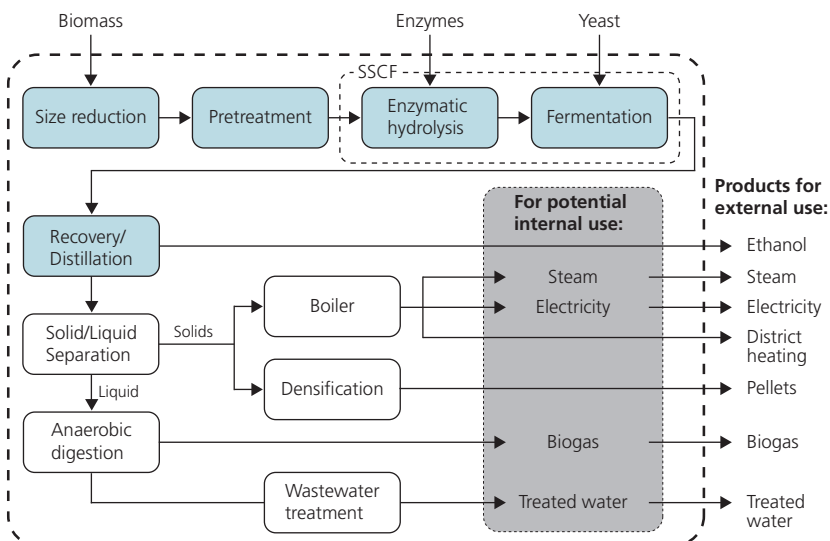 Biomass
Enzymes
Yeast
SSCF
Size reduction
Pretreatment
Enzymatic
hydrolysis
Fermentation
Products for
external use:
For potential
internal use:
Recovery/
Distillation
Ethanol
Steam
Steam
Boiler
Electricity
Electricity
Solid/Liquid
Separation
Solids
District
heating
Densification
Pellets
Liquid
Anaerobic
digestion
Biogas
Biogas
Wastewater
treatment
Treated water
Treated
water